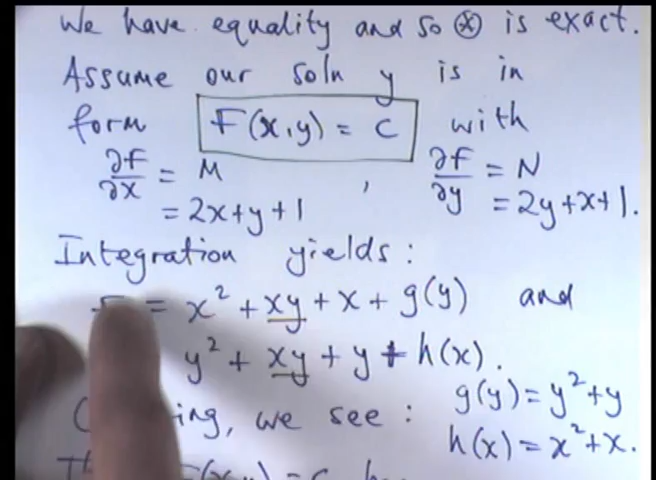 We have equality and so ⊛ is exact.
Assume our soln y is in
form F(x,y) = C with
∂F/∂x = M , ∂F/∂y = N
= 2x+y+1 = 2y+x+1.
Integration yields:
= x² + xy + x + g(y) and
y² + xy + y + h(x).
we see: g(y) = y² + y
h(x) = x² + x.